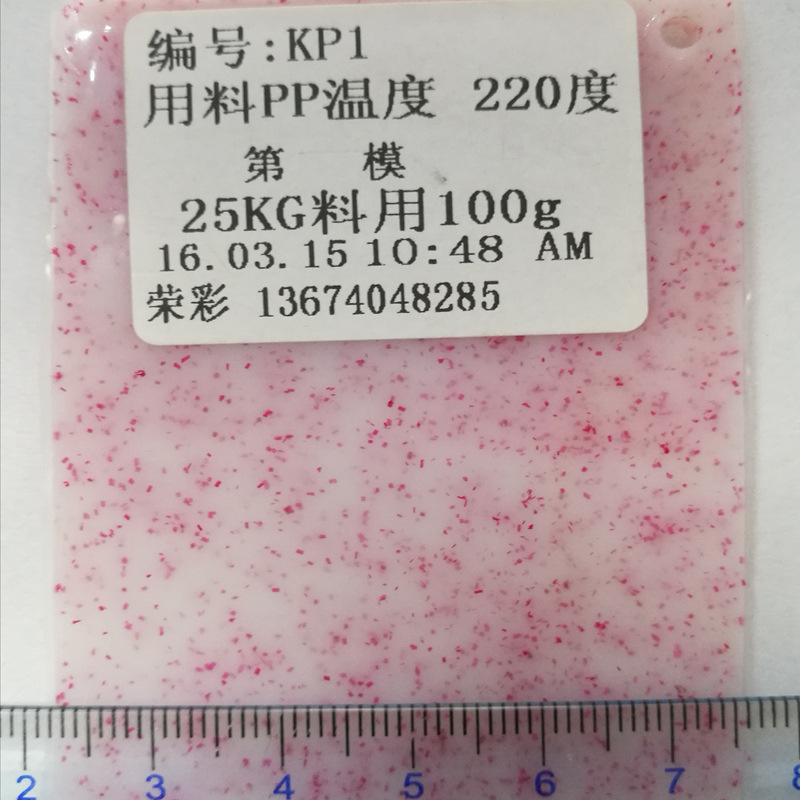 编号:KP1
用料PP温度 220度
第 模
25KG料用100g
16.03.15 10:48 AM
荣彩 13674048285
2 3 4 5 6 7 8